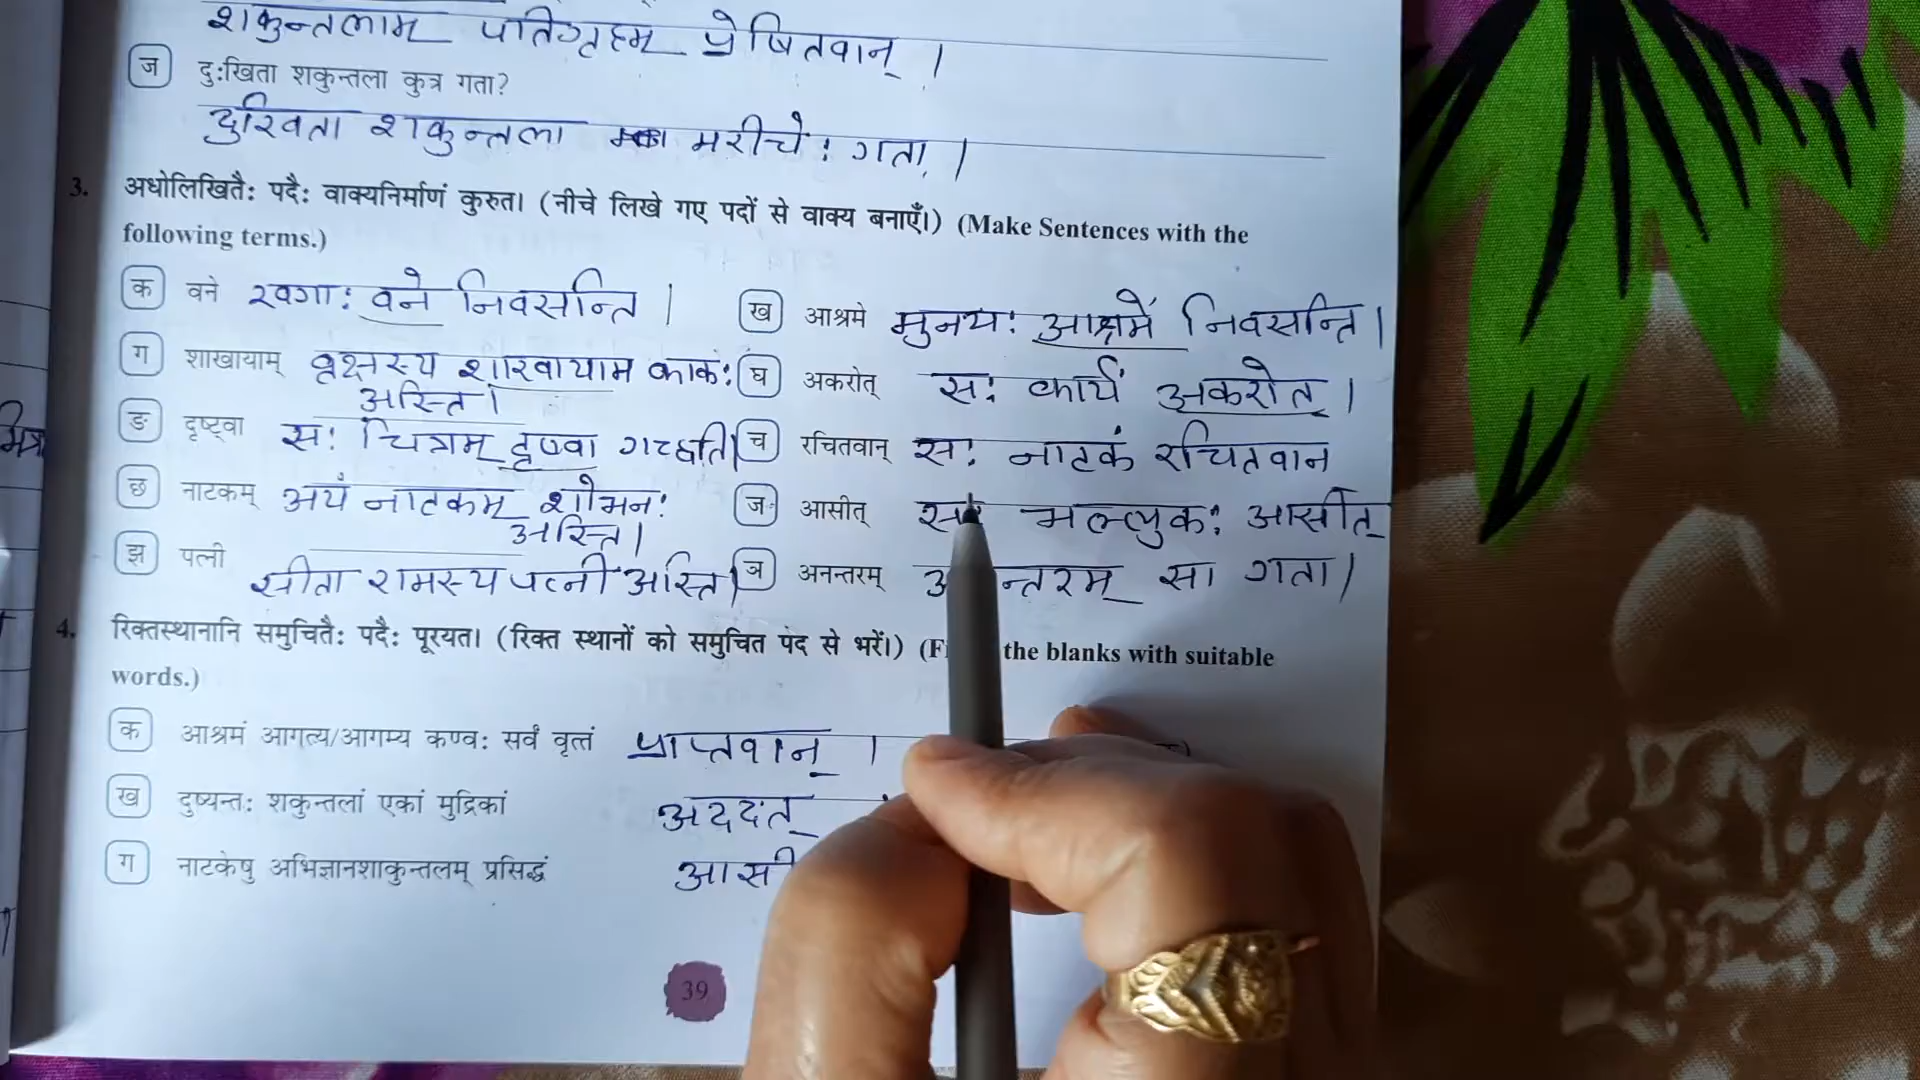 शकुन्तलाम् पतिगृहम् प्रेषितवान् ।
ज दुःखिता शकुन्तला कुत्र गता?
दुखिता शकुन्तला मरीचेः गता ।
3. अधोलिखितैः पदैः वाक्यनिर्माणं कुरुत। (नीचे लिखे गए पदों से वाक्य बनाएँ।) (Make Sentences with the
following terms.)
क वने खगाः वने निवसन्ति ।
ख आश्रमे मुनयः आश्रमें निवसन्ति ।
ग शाखायाम् वृक्षस्य शाखायाम काकः
अस्ति ।
घ अकरोत् सः कार्यं अकरोत् ।
ङ दृष्ट्वा सः चित्रम् दृष्ट्वा गच्छति ।
च रचितवान् सः नाटकं रचितवान
छ नाटकम् अयं नाटकम् शोभनः
अस्ति ।
ज आसीत् भल्लुकः आसीत्
झ पत्नी सीता रामस्य पत्नी अस्ति ।
ञ अनन्तरम् सा गता ।
4. रिक्तस्थानानि समुचितैः पदैः पूरयत। (रिक्त स्थानों को समुचित पद से भरें।) (F the blanks with suitable
words.)
क आश्रमं आगत्य/आगम्य कण्वः सर्वं वृत्तं प्राप्तवान् ।
ख दुष्यन्तः शकुन्तलां एकां मुद्रिकां अददत्
ग नाटकेषु अभिज्ञानशाकुन्तलम् प्रसिद्धं आसी
39